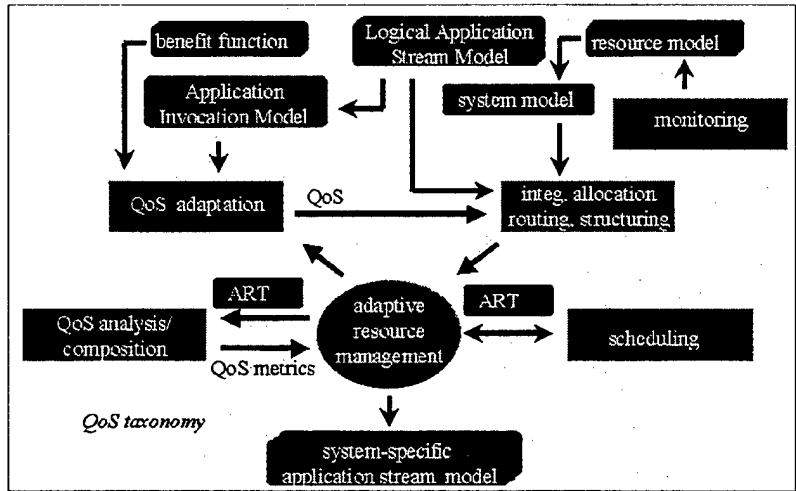 benefit function
Logical Application
Stream Model
resource model
Application
Invocation Model
system model
monitoring
QoS adaptation
QoS
integ. allocation
routing, structuring
ART
adaptive
resource
management
ART
QoS analysis/
composition
scheduling
QoS metrics
QoS taxonomy
system-specific
application stream model